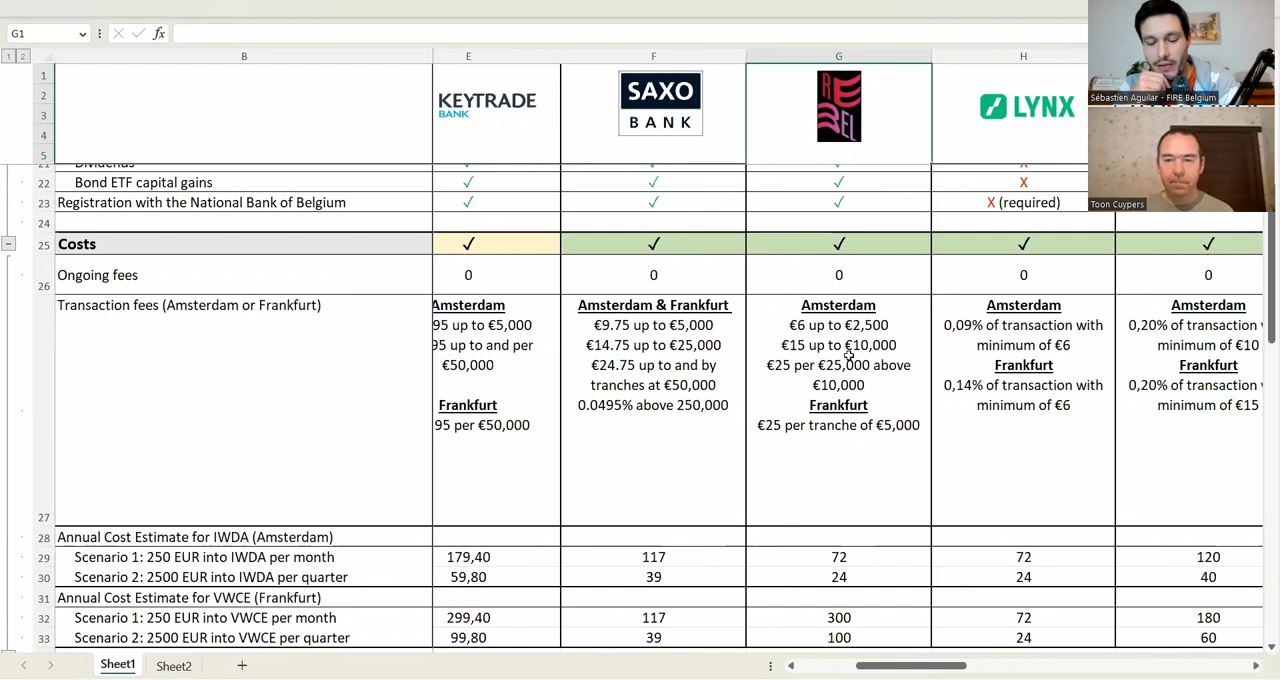 G1
fx
1 2
B E F G H
1
2
3
4
5
KEYTRADE
BANK
SAXO
BANK
RE
BEL
LYNX
Sébastien Aguilar - FIRE Belgium
Toon Cuypers
21 Dividends ✓ ✓ ✓ X
22 Bond ETF capital gains ✓ ✓ ✓ X
23 Registration with the National Bank of Belgium ✓ ✓ ✓ X (required)
24
25 Costs ✓ ✓ ✓ ✓ ✓
26 Ongoing fees 0 0 0 0 0
27 Transaction fees (Amsterdam or Frankfurt)
Amsterdam
95 up to €5,000
95 up to and per
€50,000
Frankfurt
95 per €50,000
Amsterdam & Frankfurt
€9.75 up to €5,000
€14.75 up to €25,000
€24.75 up to and by
tranches at €50,000
0.0495% above 250,000
Amsterdam
€6 up to €2,500
€15 up to €10,000
€25 per €25,000 above
€10,000
Frankfurt
€25 per tranche of €5,000
Amsterdam
0,09% of transaction with
minimum of €6
Frankfurt
0,14% of transaction with
minimum of €6
Amsterdam
0,20% of transaction
minimum of €10
Frankfurt
0,20% of transaction
minimum of €15
28 Annual Cost Estimate for IWDA (Amsterdam)
29 Scenario 1: 250 EUR into IWDA per month 179,40 117 72 72 120
30 Scenario 2: 2500 EUR into IWDA per quarter 59,80 39 24 24 40
31 Annual Cost Estimate for VWCE (Frankfurt)
32 Scenario 1: 250 EUR into VWCE per month 299,40 117 300 72 180
33 Scenario 2: 2500 EUR into VWCE per quarter 99,80 39 100 24 60
Sheet1 Sheet2 +